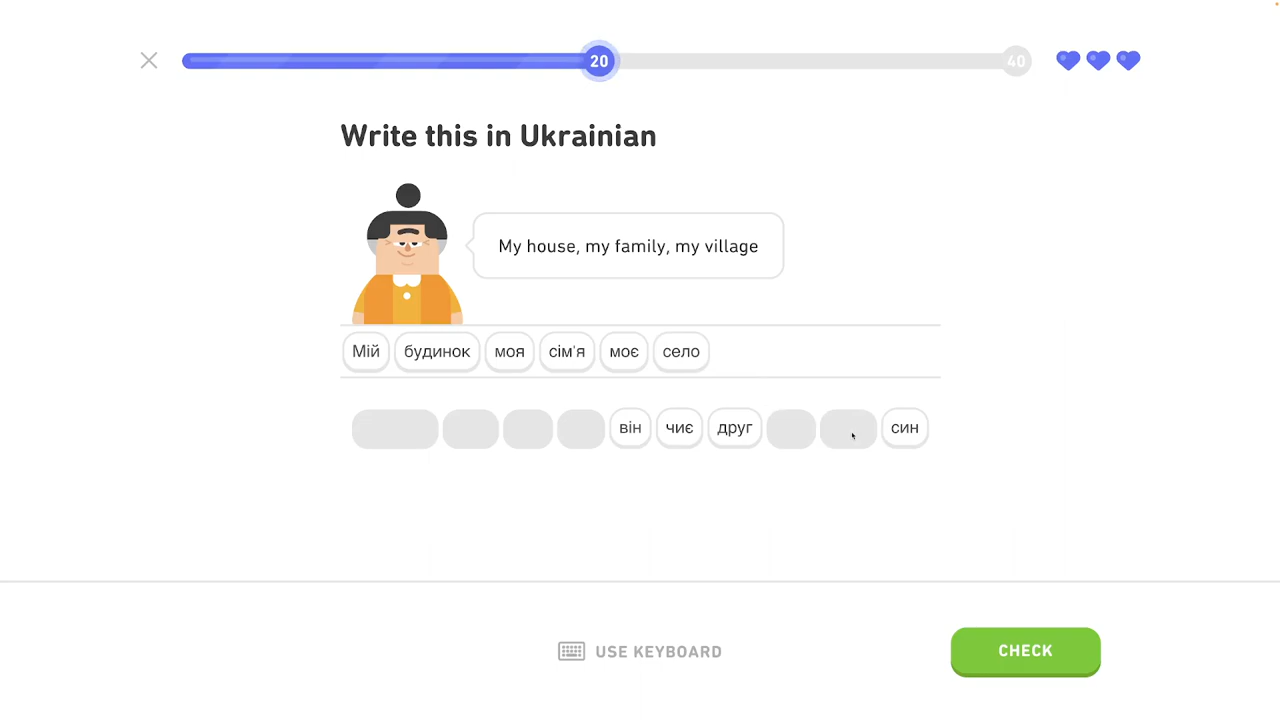 20
40
Write this in Ukrainian
My house, my family, my village
Мій будинок моя сім'я моє село
він чиє друг син
USE KEYBOARD
CHECK